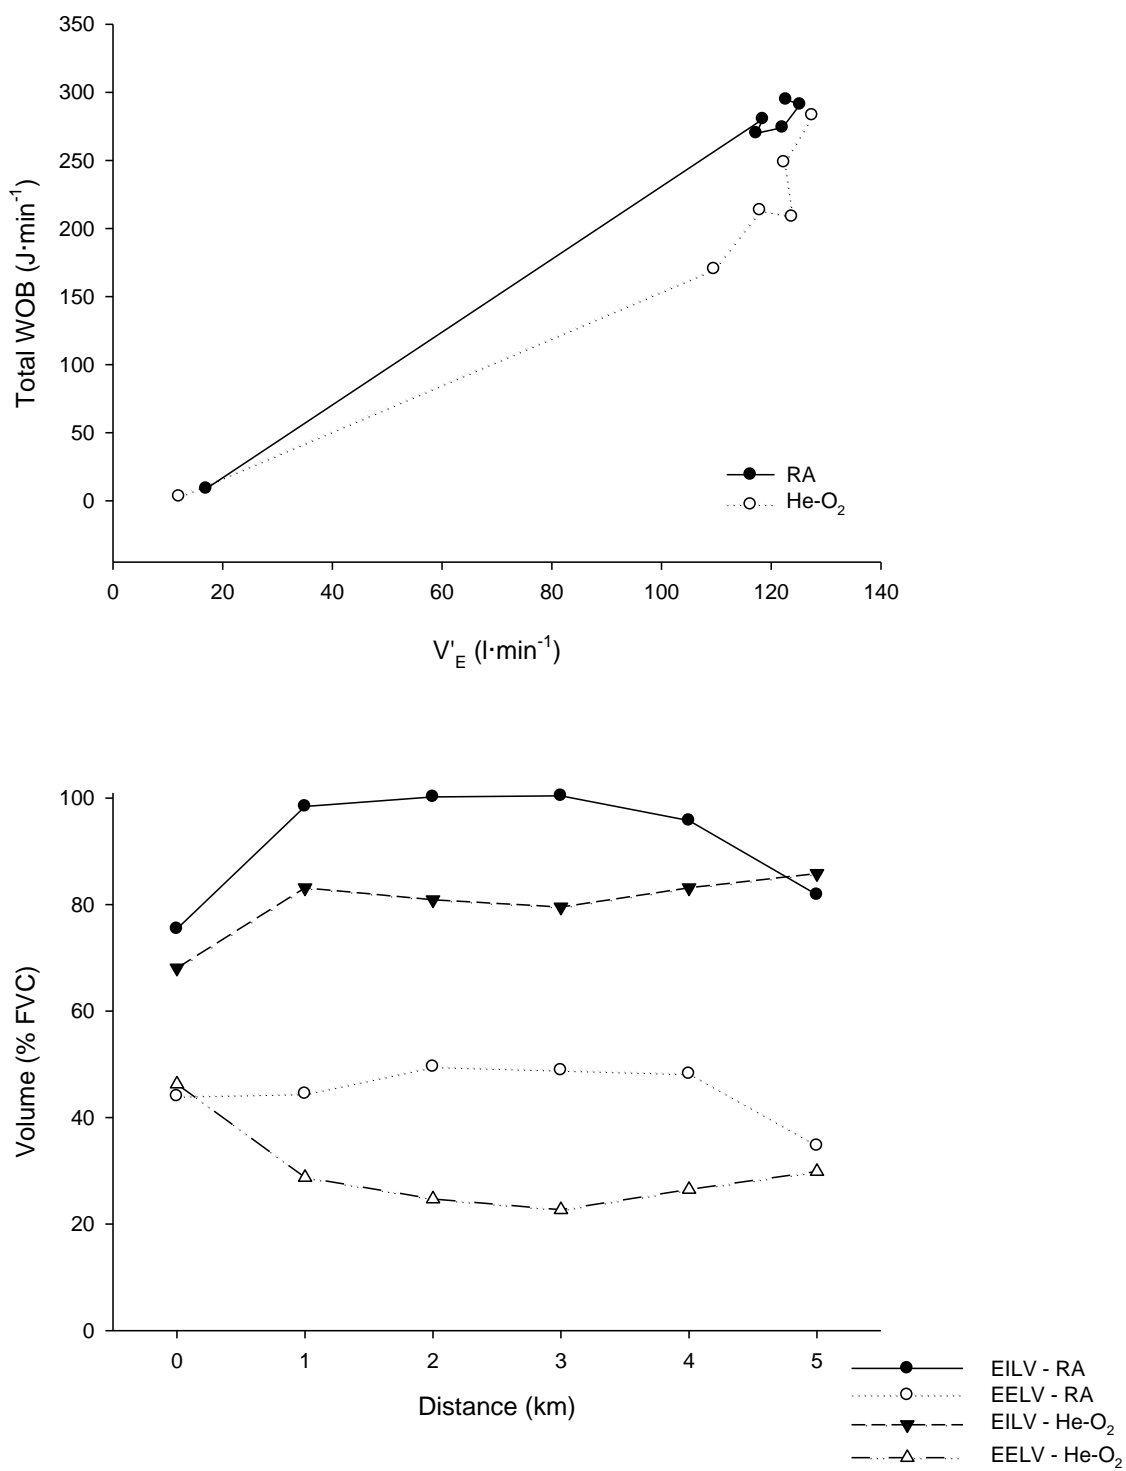 350
300
250
200
150
100
50
0
Total WOB (J·min⁻¹)
RA
He-O₂
0 20 40 60 80 100 120 140
V'E (l·min⁻¹)
100
80
60
40
20
0
Volume (% FVC)
0 1 2 3 4 5
Distance (km)
EILV - RA
EELV - RA
EILV - He-O₂
EELV - He-O₂